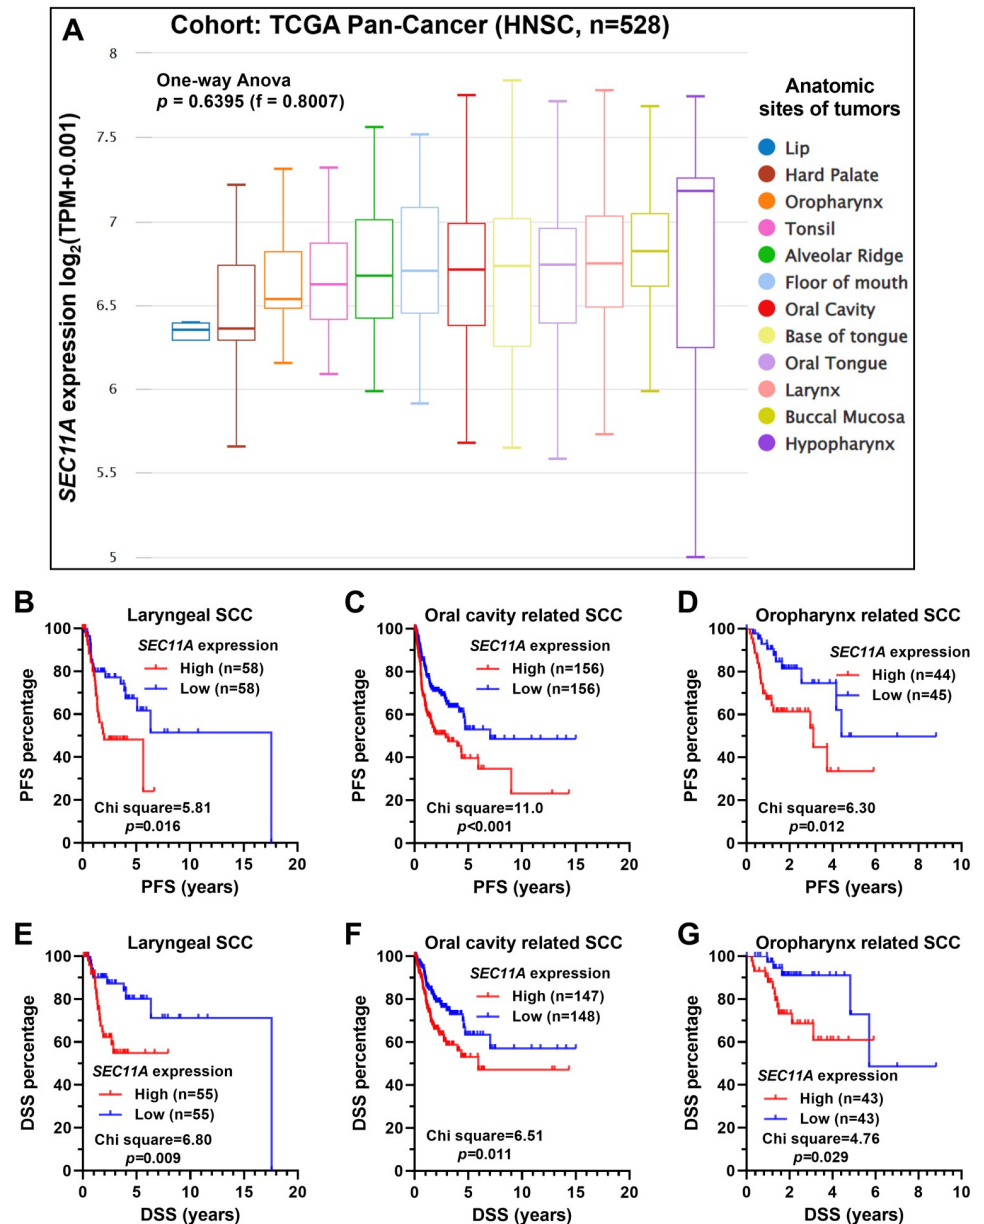 A
Cohort: TCGA Pan-Cancer (HNSC, n=528)
One-way Anova
p = 0.6395 (f = 0.8007)
SEC11A expression log2(TPM+0.001)
8
7.5
7
6.5
6
5.5
5
Anatomic
sites of tumors
Lip
Hard Palate
Oropharynx
Tonsil
Alveolar Ridge
Floor of mouth
Oral Cavity
Base of tongue
Oral Tongue
Larynx
Buccal Mucosa
Hypopharynx
B
Laryngeal SCC
SEC11A expression
High (n=58)
Low (n=58)
Chi square=5.81
p=0.016
PFS percentage
100
80
60
40
20
0
0 5 10 15 20
PFS (years)
C
Oral cavity related SCC
SEC11A expression
High (n=156)
Low (n=156)
Chi square=11.0
p<0.001
PFS percentage
100
80
60
40
20
0
0 5 10 15 20
PFS (years)
D
Oropharynx related SCC
SEC11A expression
High (n=44)
Low (n=45)
Chi square=6.30
p=0.012
PFS percentage
100
80
60
40
20
0
0 2 4 6 8 10
PFS (years)
E
Laryngeal SCC
SEC11A expression
High (n=55)
Low (n=55)
Chi square=6.80
p=0.009
DSS percentage
100
80
60
40
20
0
0 5 10 15 20
DSS (years)
F
Oral cavity related SCC
SEC11A expression
High (n=147)
Low (n=148)
Chi square=6.51
p=0.011
DSS percentage
100
80
60
40
20
0
0 5 10 15 20
DSS (years)
G
Oropharynx related SCC
SEC11A expression
High (n=43)
Low (n=43)
Chi square=4.76
p=0.029
DSS percentage
100
80
60
40
20
0
0 2 4 6 8 10
DSS (years)